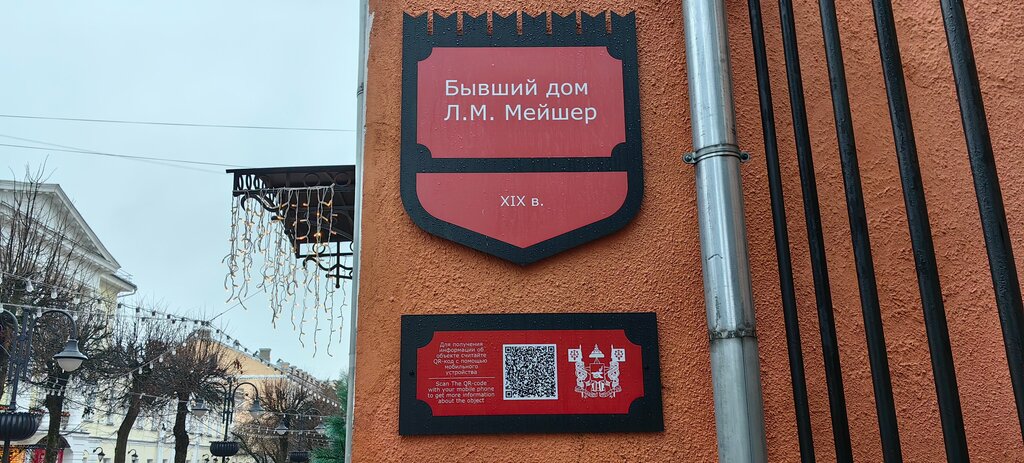 Бывший дом
Л.М. Мейшер
XIX в.
Для получения
информации об
объекте считайте
QR-код с помощью
мобильного
устройства
Scan The QR-code
with your mobile phone
to get more information
about the object